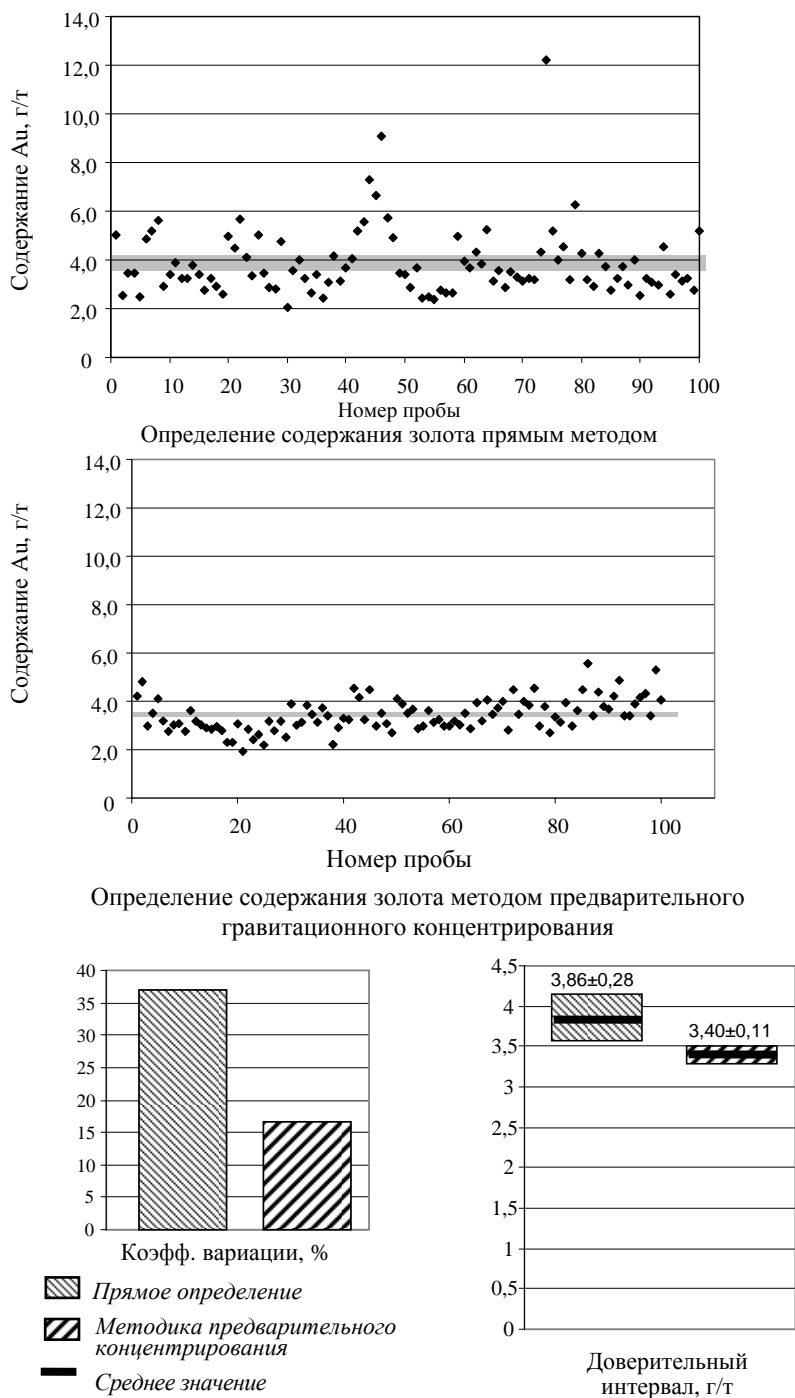 14,0
12,0
10,0
8,0
6,0
4,0
2,0
0
Содержание Au, г/т
0 10 20 30 40 50 60 70 80 90 100
Номер пробы
Определение содержания золота прямым методом
14,0
12,0
10,0
8,0
6,0
4,0
2,0
0
Содержание Au, г/т
0 20 40 60 80 100
Номер пробы
Определение содержания золота методом предварительного
гравитационного концентрирования
40
35
30
25
20
15
10
5
0
Коэфф. вариации, %
Прямое определение
Методика предварительного
концентрирования
Среднее значение
4,5
4
3,5
3
2,5
2
1,5
1
0,5
0
3,86±0,28
3,40±0,11
Доверительный
интервал, г/т